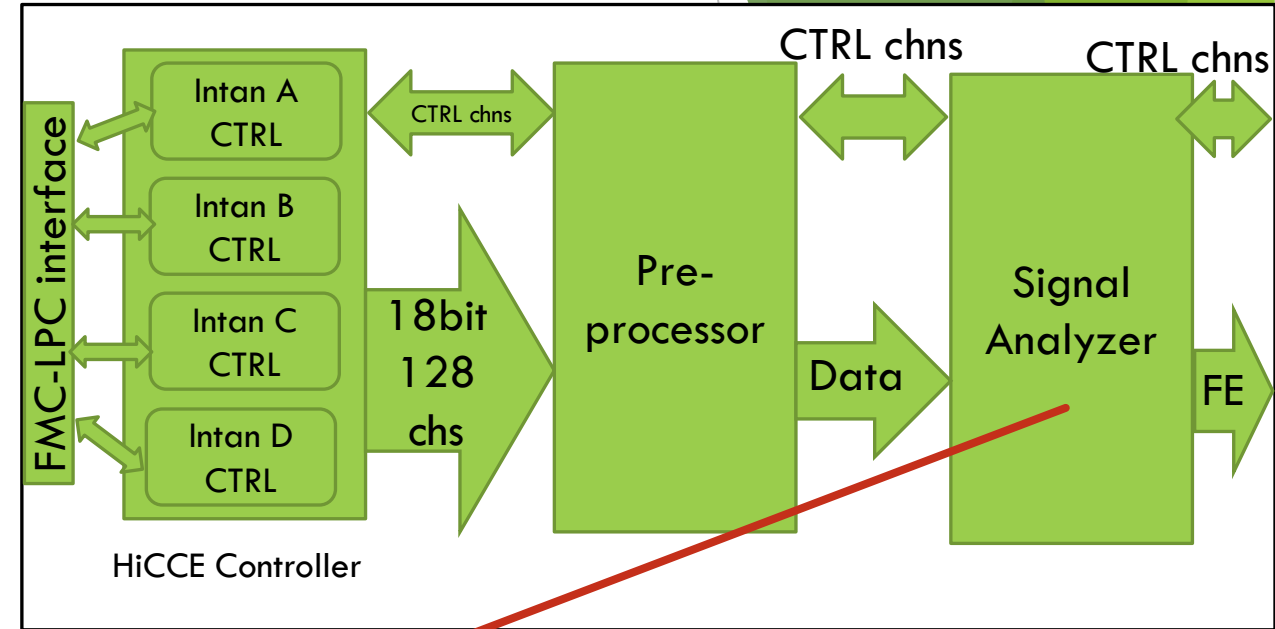 FMC-LPC interface
Intan A
CTRL
Intan B
CTRL
Intan C
CTRL
Intan D
CTRL
HiCCE Controller
CTRL chns
18bit
128
chs
Pre-
processor
CTRL chns
Data
Signal
Analyzer
CTRL chns
FE